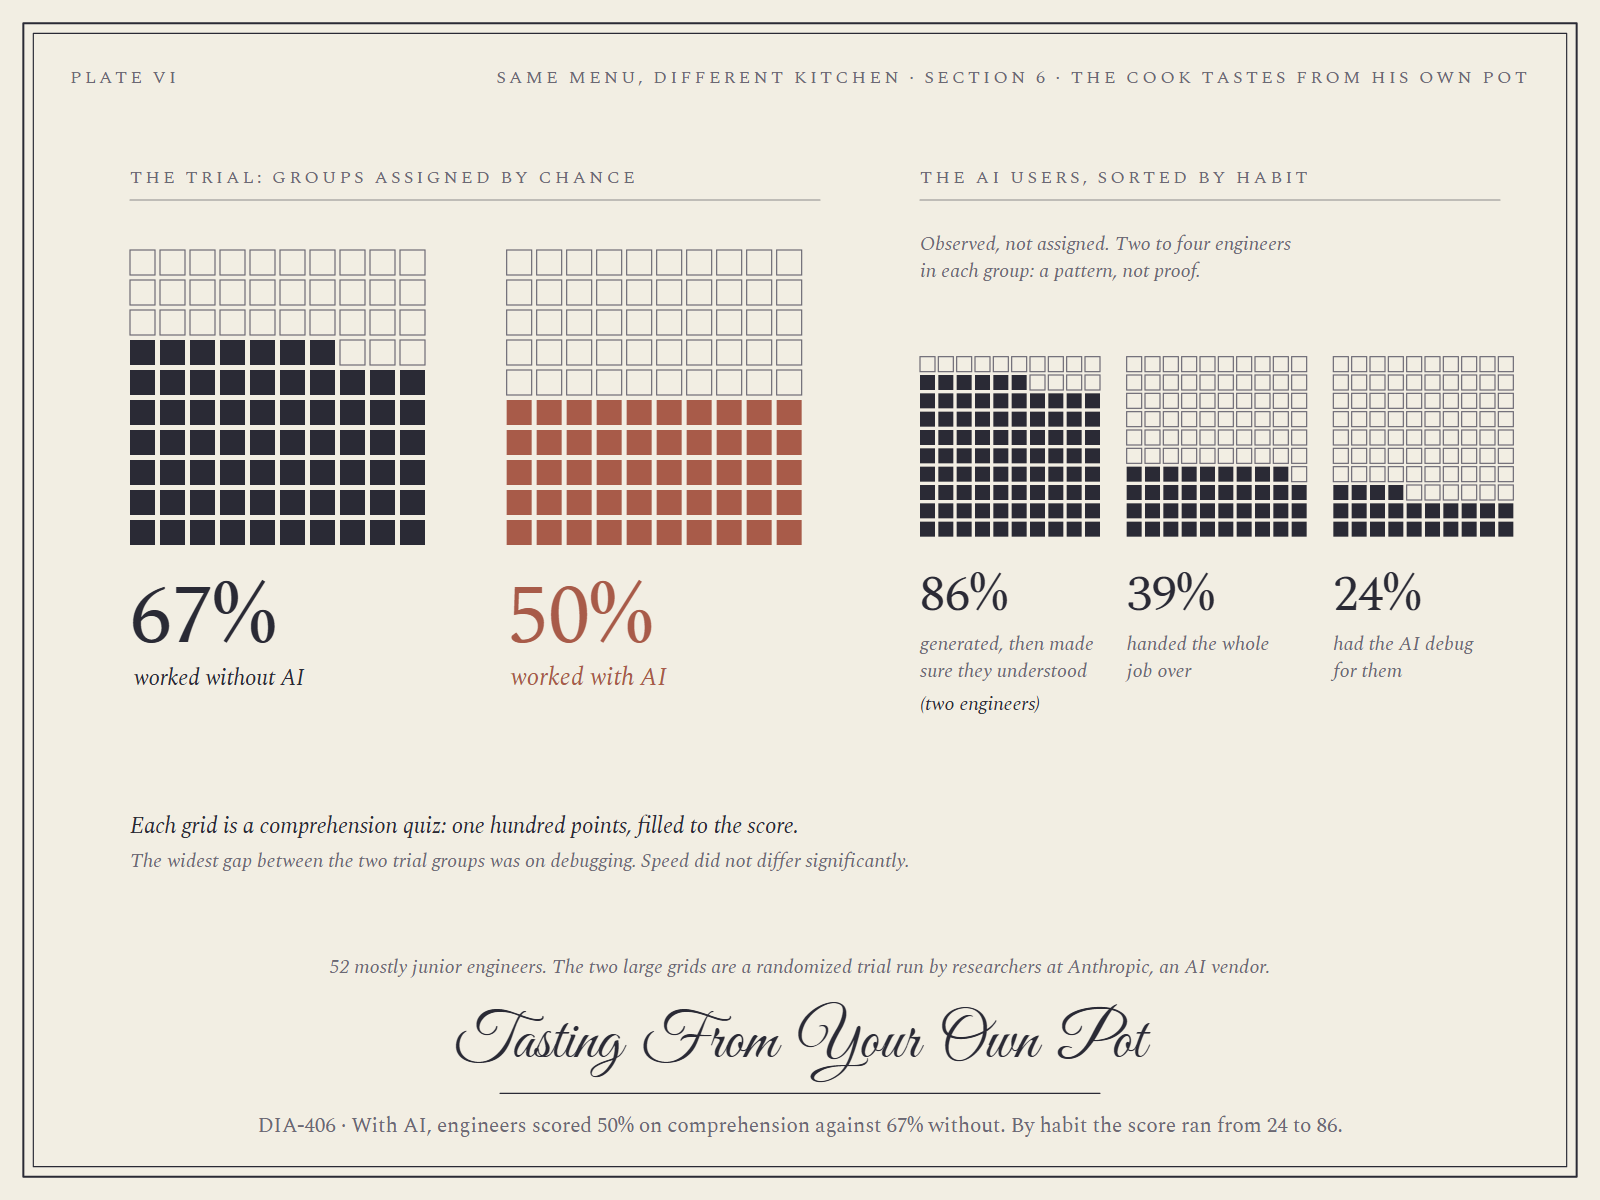 PLATE VI
SAME MENU, DIFFERENT KITCHEN · SECTION 6 · THE COOK TASTES FROM HIS OWN POT
THE TRIAL: GROUPS ASSIGNED BY CHANCE
67%
worked without AI
50%
worked with AI
THE AI USERS, SORTED BY HABIT
Observed, not assigned. Two to four engineers
in each group: a pattern, not proof.
86%
generated, then made
sure they understood
(two engineers)
39%
handed the whole
job over
24%
had the AI debug
for them
Each grid is a comprehension quiz: one hundred points, filled to the score.
The widest gap between the two trial groups was on debugging. Speed did not differ significantly.
52 mostly junior engineers. The two large grids are a randomized trial run by researchers at Anthropic, an AI vendor.
Tasting From Your Own Pot
DIA-406 · With AI, engineers scored 50% on comprehension against 67% without. By habit the score ran from 24 to 86.